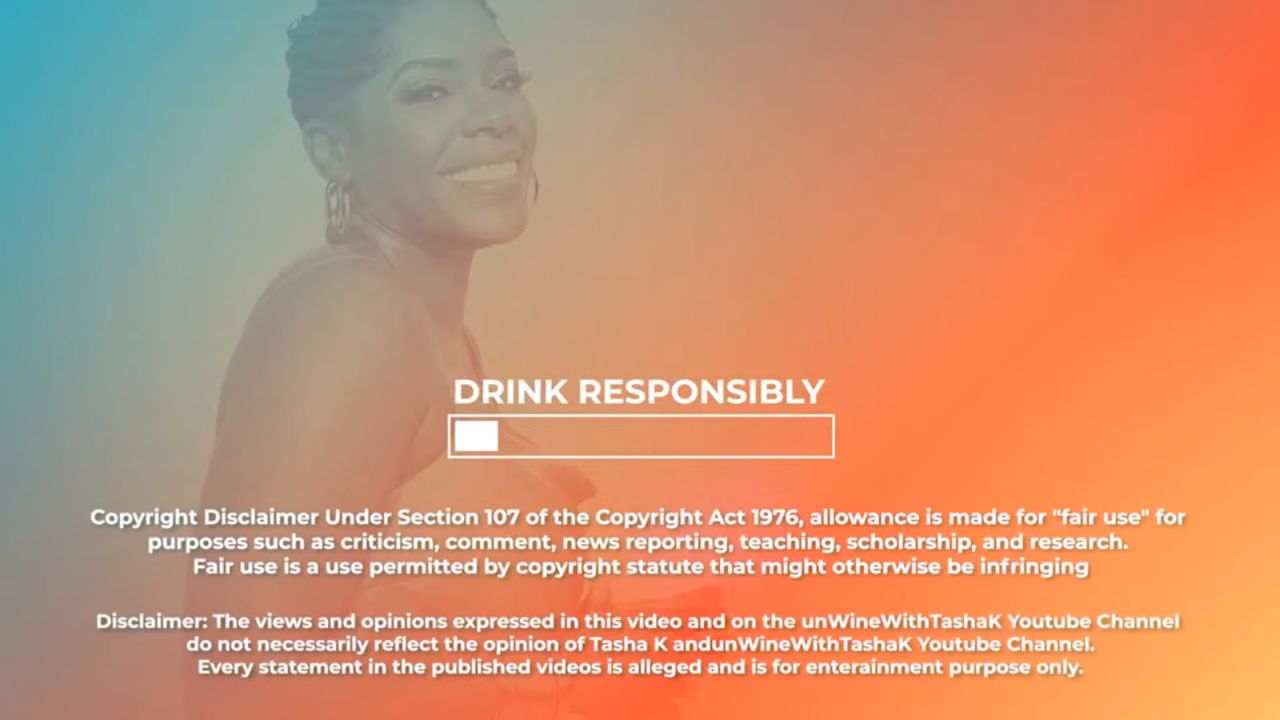 DRINK RESPONSIBLY
Copyright Disclaimer Under Section 107 of the Copyright Act 1976, allowance is made for "fair use" for
purposes such as criticism, comment, news reporting, teaching, scholarship, and research.
Fair use is a use permitted by copyright statute that might otherwise be infringing
Disclaimer: The views and opinions expressed in this video and on the unWineWithTashaK Youtube Channel
do not necessarily reflect the opinion of Tasha K andunWineWithTashaK Youtube Channel.
Every statement in the published videos is alleged and is for enterainment purpose only.